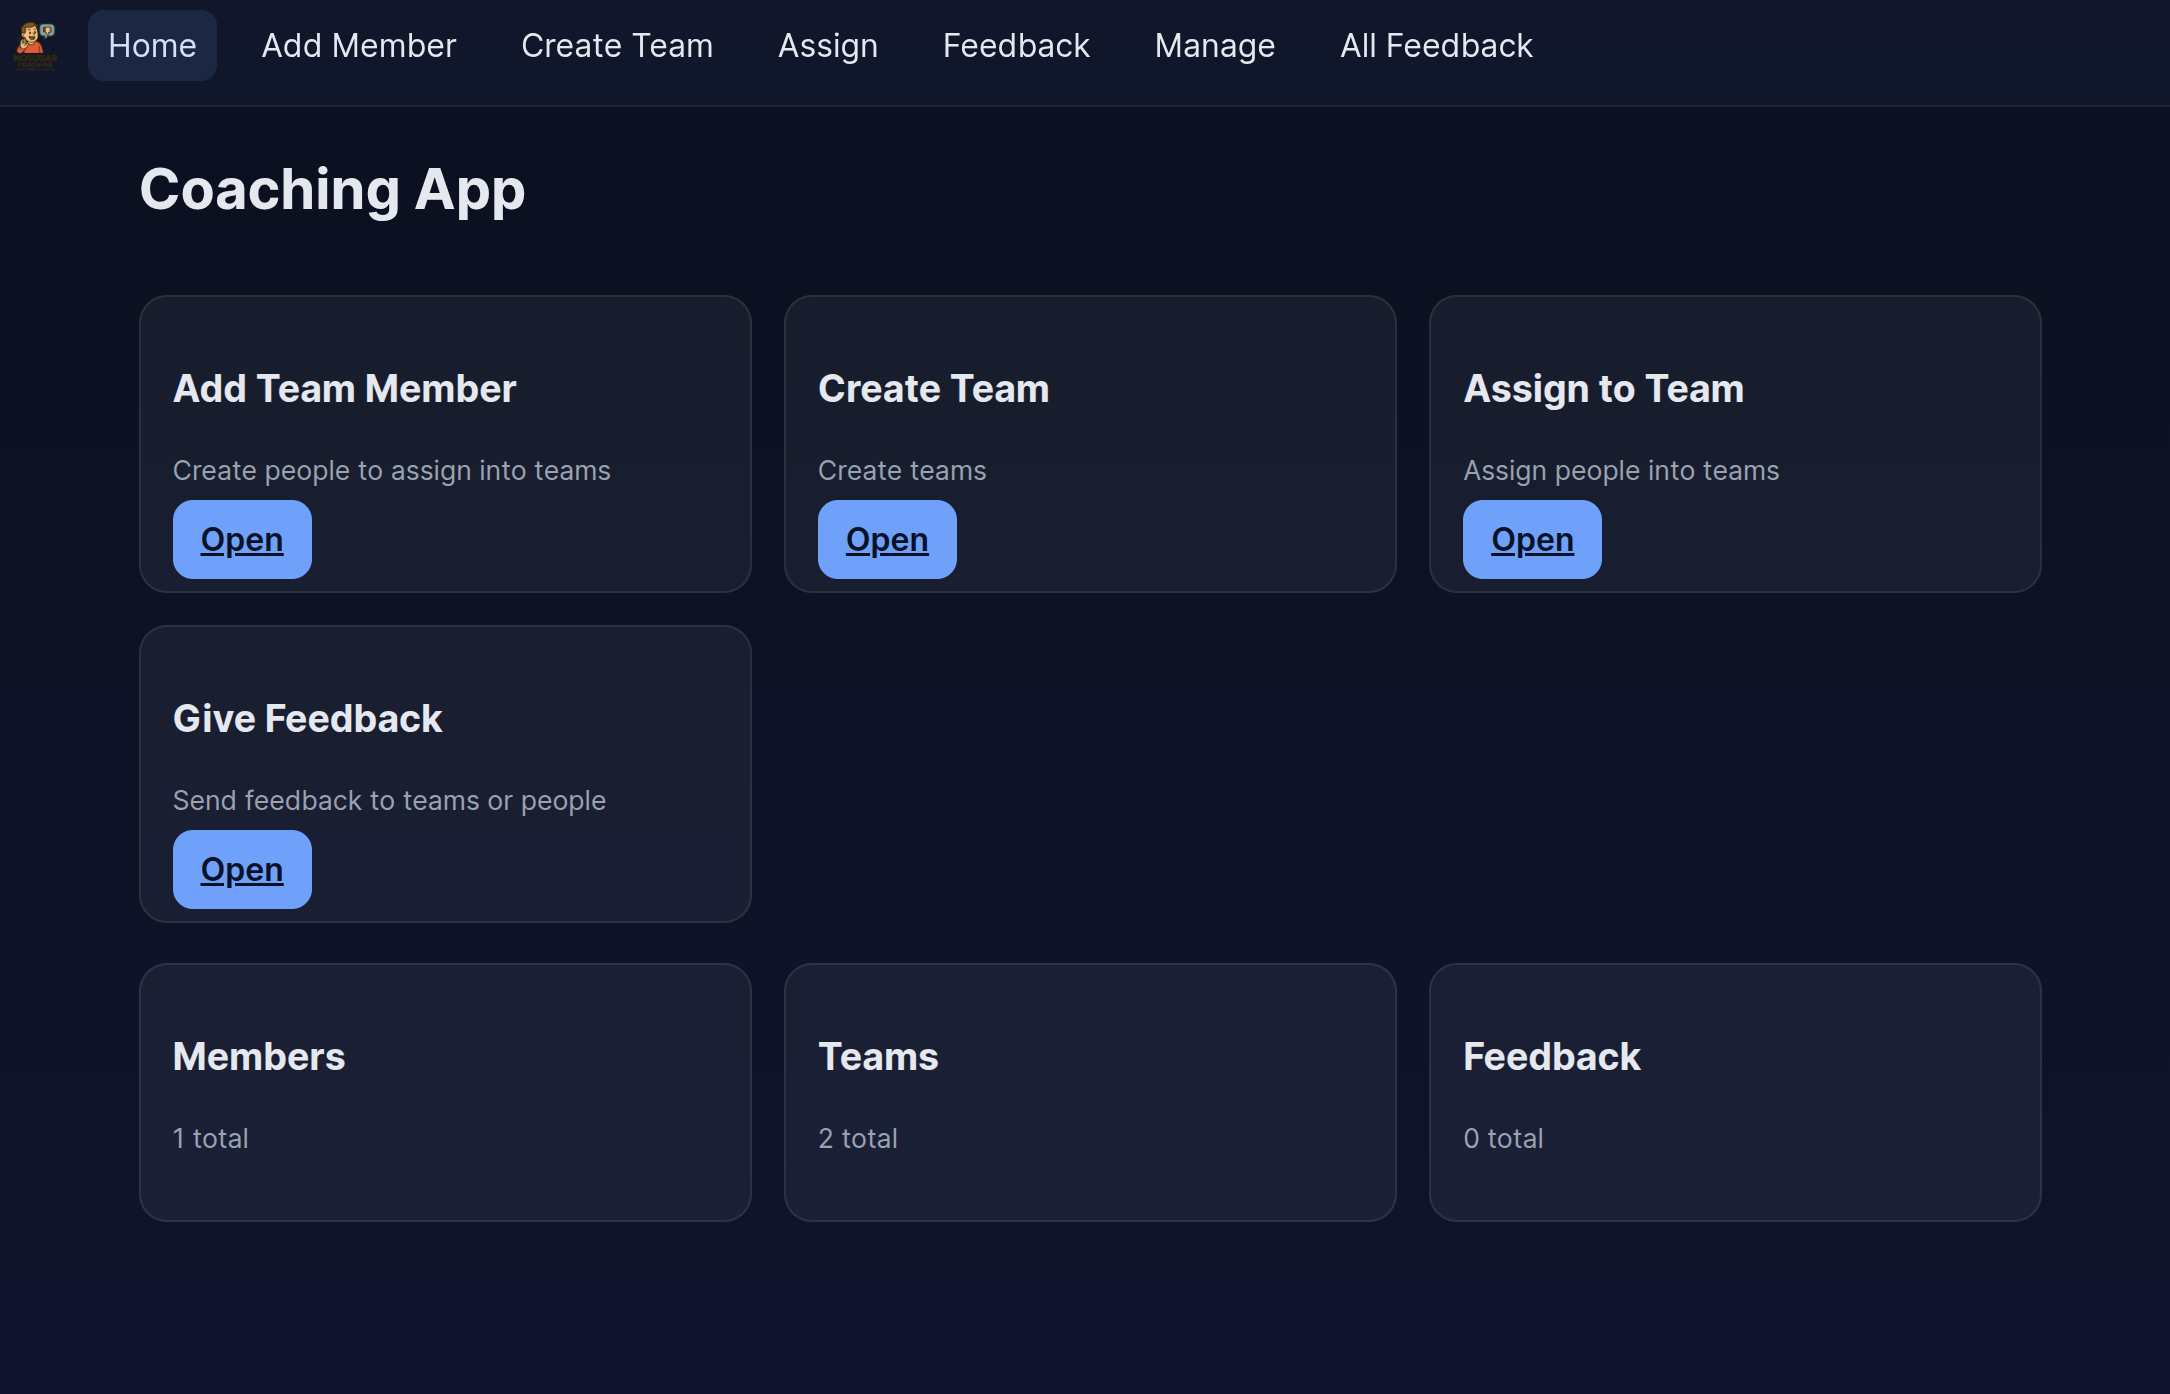 Home Add Member Create Team Assign Feedback Manage All Feedback
Coaching App
Add Team Member
Create people to assign into teams
Open
Create Team
Create teams
Open
Assign to Team
Assign people into teams
Open
Give Feedback
Send feedback to teams or people
Open
Members
1 total
Teams
2 total
Feedback
0 total